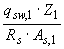 q_{sw,1} · Z_1
R_s · A_{s,1}